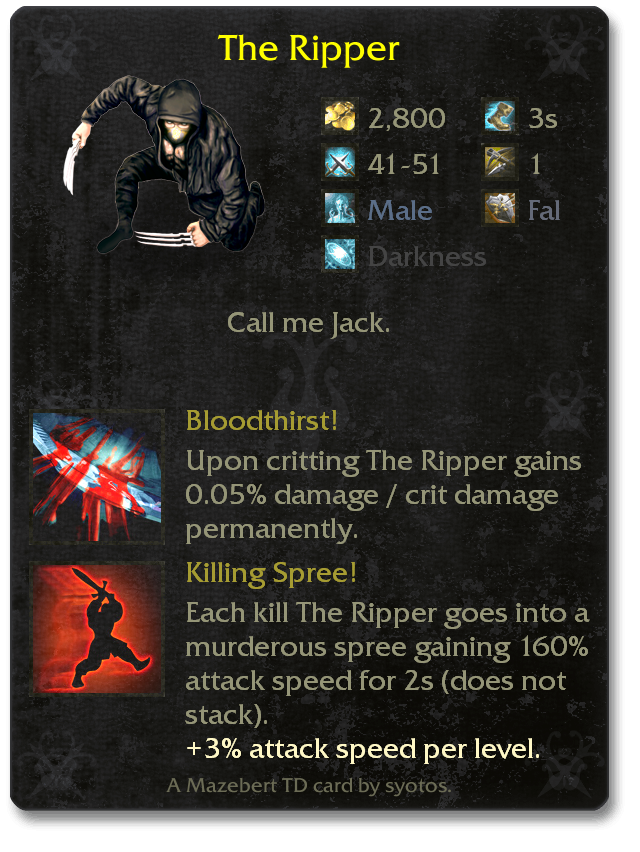 The Ripper
2,800 3s
41-51 1
Male Fal
Darkness
Call me Jack.
Bloodthirst!
Upon critting The Ripper gains
0.05% damage / crit damage
permanently.
Killing Spree!
Each kill The Ripper goes into a
murderous spree gaining 160%
attack speed for 2s (does not
stack).
+3% attack speed per level.
A Mazebert TD card by syotos.